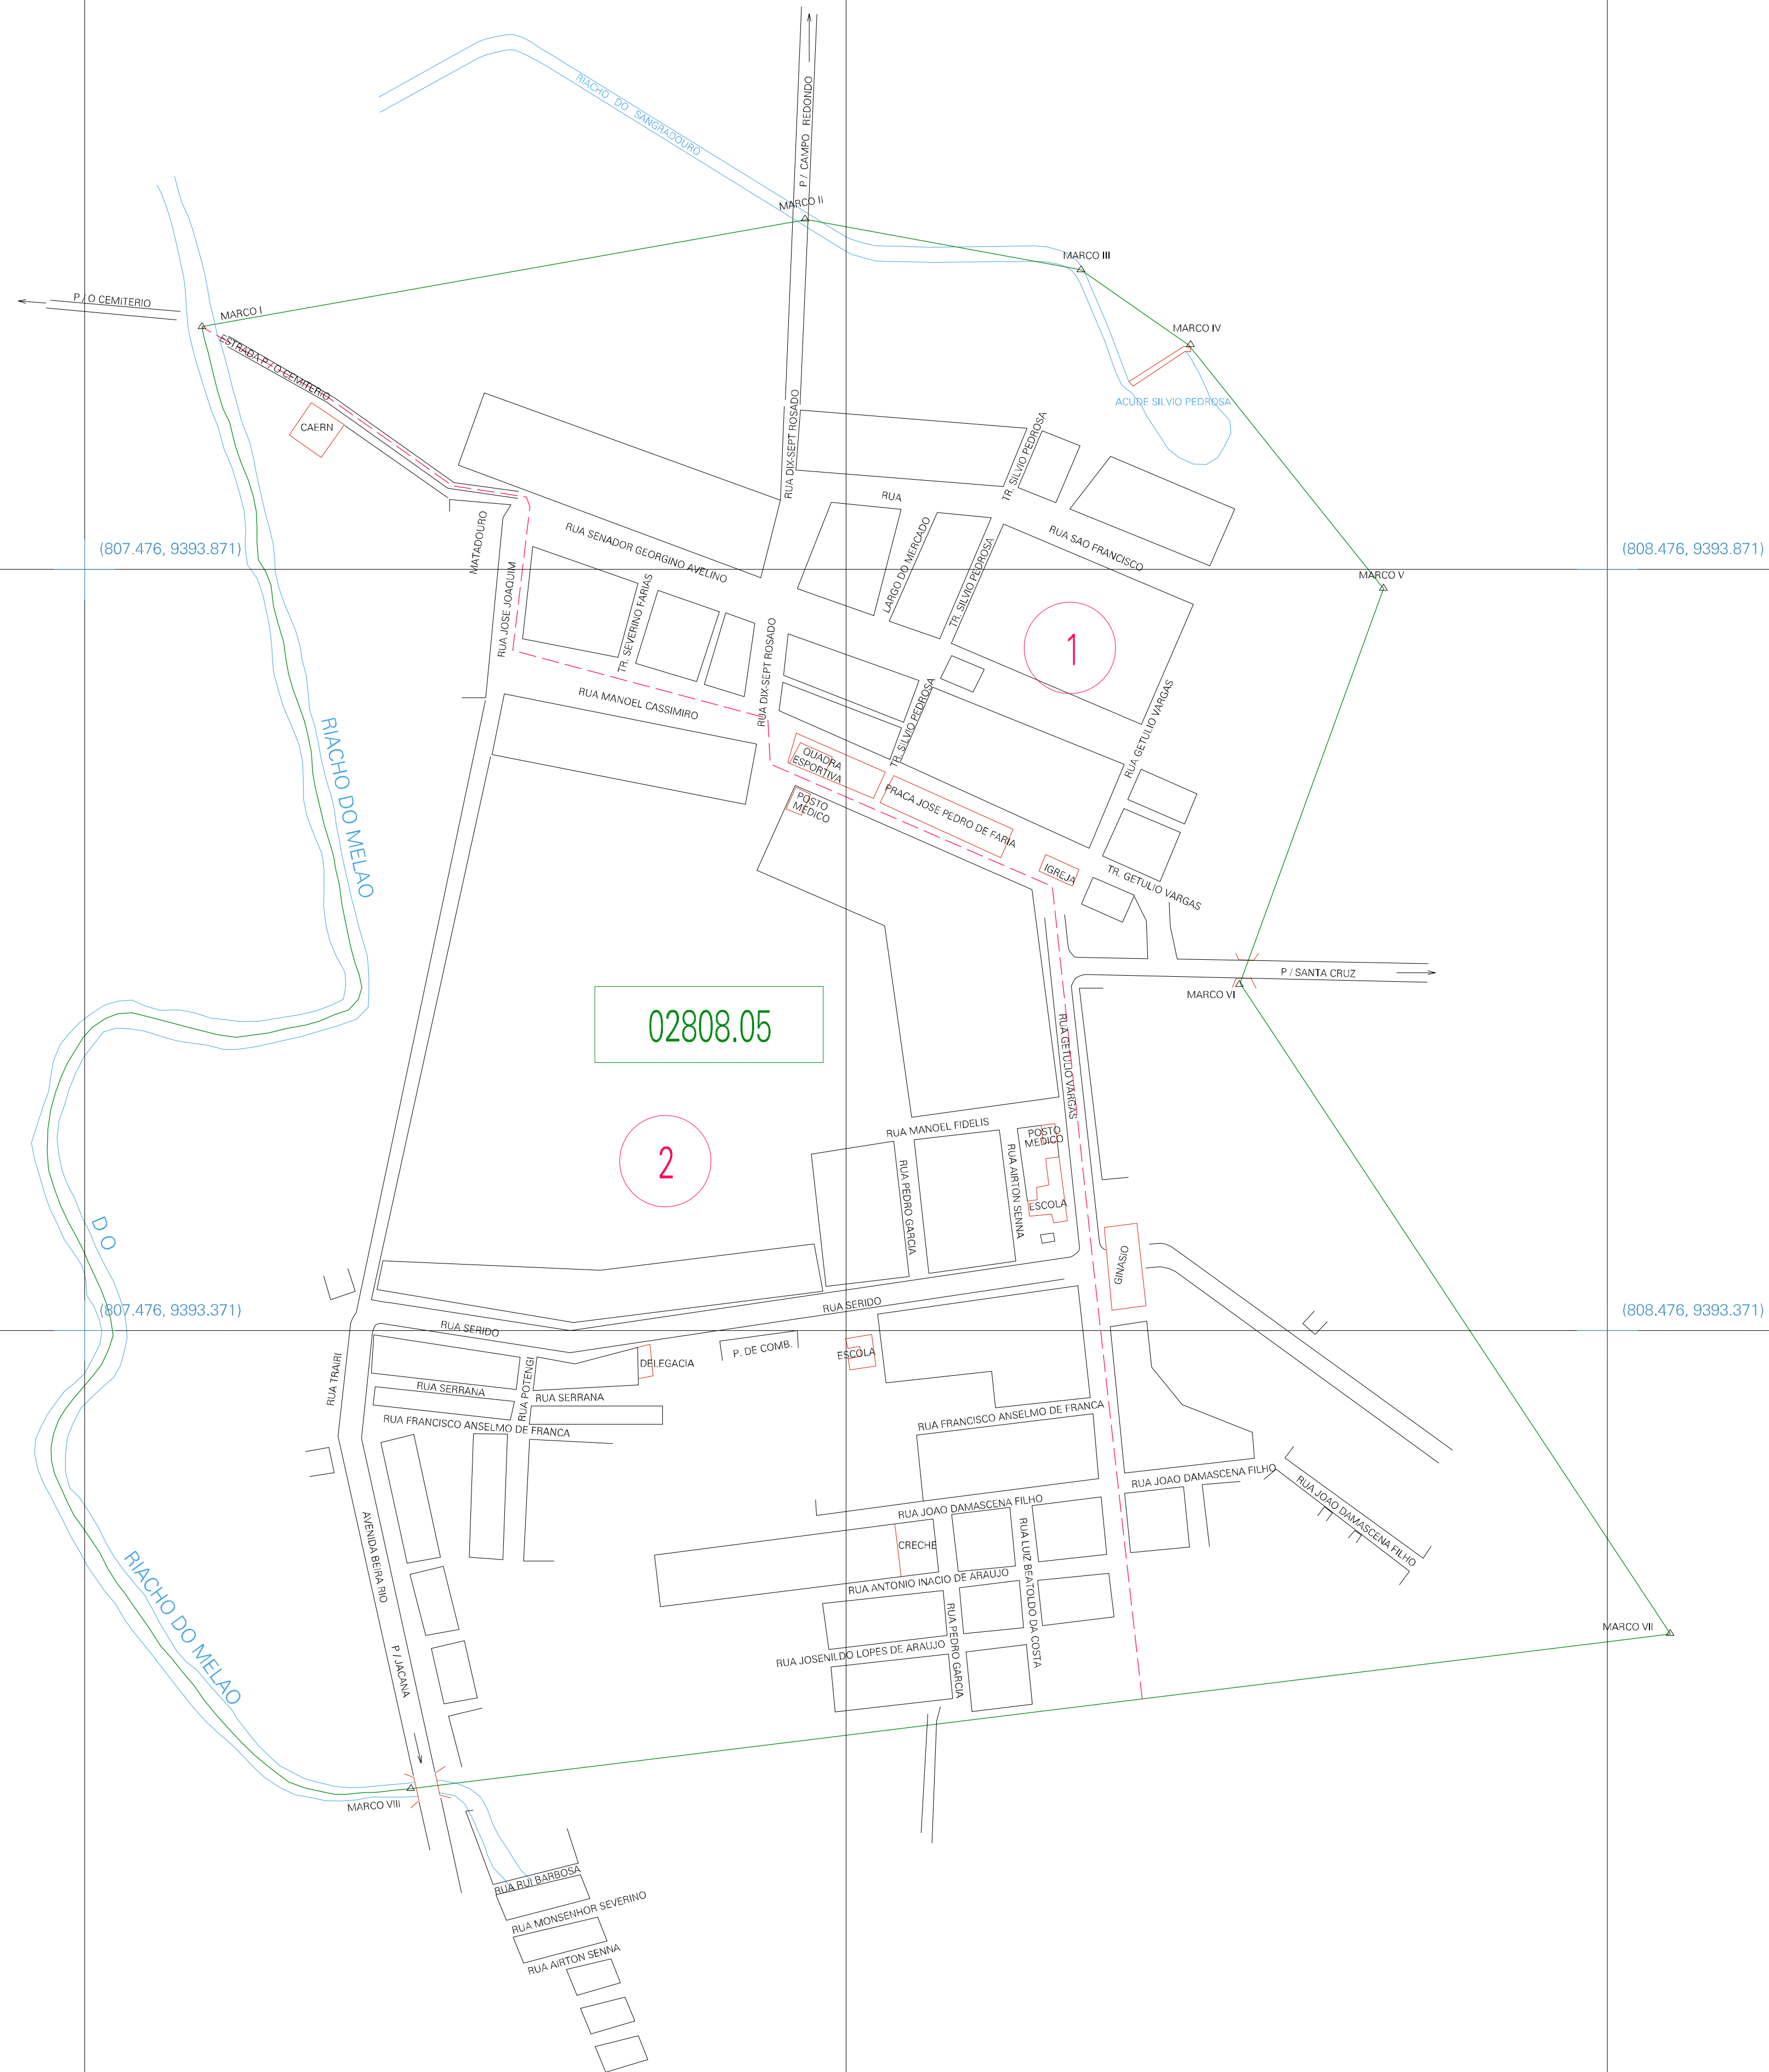 RIACHO DO SANGRADOURO
P / CAMPO REDONDO
MARCO II
MARCO III
P / O CEMITERIO
MARCO I
MARCO IV
ESTRADA P / O CEMITERIO
ACUDE SILVIO PEDROSA
CAERN
RUA DIX-SEPT ROSADO
TR. SILVIO PEDROSA
RUA
RUA SAO FRANCISCO
MATADOURO
RUA SENADOR GEORGINO AVELINO
LARGO DO MERCADO
TR. SILVIO PEDROSA
(807.476, 9393.871)
(808.476, 9393.871)
MARCO V
RUA JOSE JOAQUIM
TR. SEVERINO FARIAS
1
RUA DIX-SEPT ROSADO
RUA MANOEL CASSIMIRO
TR. SILVIO PEDROSA
RUA GETULIO VARGAS
QUADRA
ESPORTIVA
POSTO
MEDICO
PRACA JOSE PEDRO DE FARIA
RIACHO DO MELAO
IGREJA
TR. GETULIO VARGAS
P / SANTA CRUZ
MARCO VI
02808.05
RUA GETULIO VARGAS
RUA MANOEL FIDELIS
POSTO
MEDICO
2
RUA PEDRO GARCIA
RUA AIRTON SENNA
ESCOLA
D O
GINASIO
(807.476, 9393.371)
(808.476, 9393.371)
RUA SERIDO
RUA SERIDO
P. DE COMB.
ESCOLA
DELEGACIA
RUA TRAIRI
RUA SERRANA
RUA POTENGI
RUA SERRANA
RUA FRANCISCO ANSELMO DE FRANCA
RUA FRANCISCO ANSELMO DE FRANCA
RUA JOAO DAMASCENA FILHO
RUA JOAO DAMASCENA FILHO
RUA JOAO DAMASCENA FILHO
AVENIDA BEIRA RIO
CRECHE
RUA LUIZ BEATOLDO DA COSTA
RUA ANTONIO INACIO DE ARAUJO
RIACHO DO MELAO
RUA PEDRO GARCIA
MARCO VII
P / JACANA
RUA JOSENILDO LOPES DE ARAUJO
MARCO VIII
RUA RUI BARBOSA
RUA MONSENHOR SEVERINO
RUA AIRTON SENNA